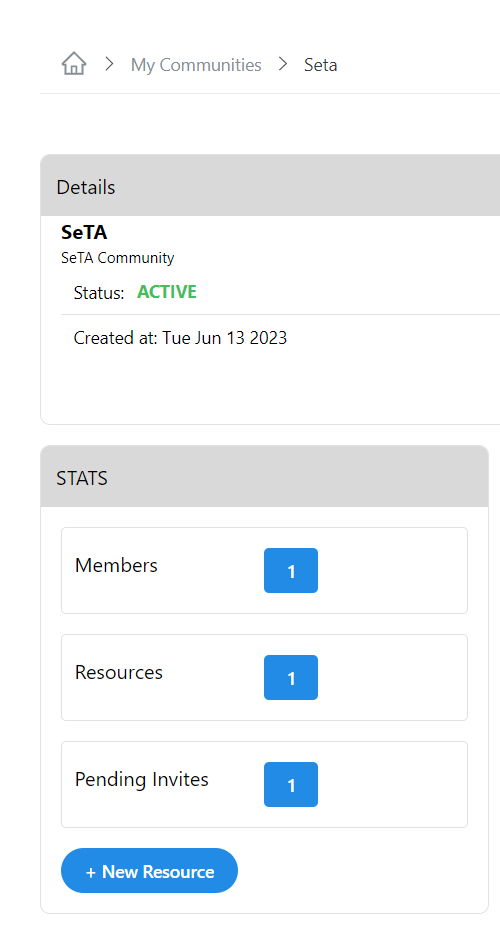 My Communities > Seta
Details
SeTA
SeTA Community
Status: ACTIVE
Created at: Tue Jun 13 2023
STATS
Members 1
Resources 1
Pending Invites 1
+ New Resource